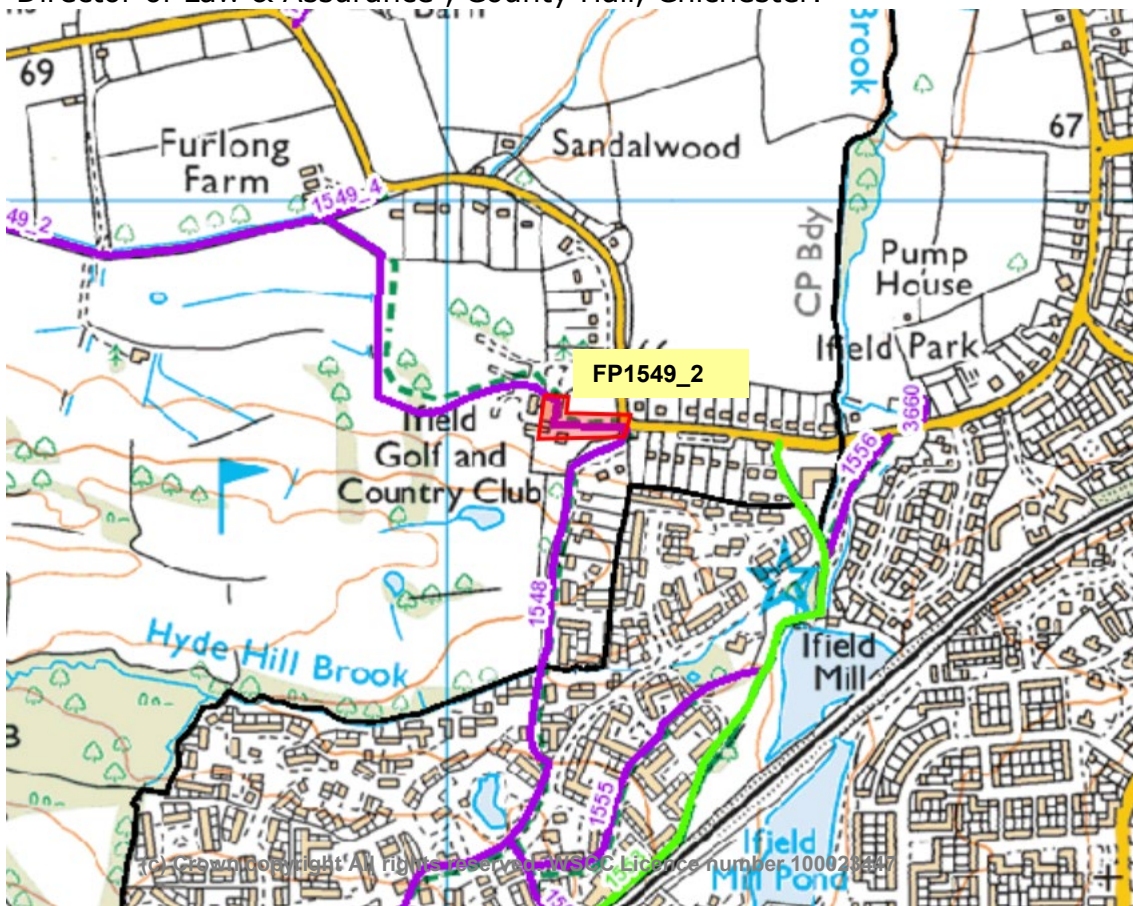 Director of Law & Assurance , County Hall, Chichester.
Barn
Brook
69
Furlong
Farm
Sandalwood
67
49_2
1549_4
CP Bdy
Pump
House
Ifield Park
FP1549_2
Ifield
Golf and
Country Club
3660
1556
1548
Hyde Hill Brook
Ifield
Mill
1555
Ifield
Mill Pond
(c) Crown copyright All rights reserved. WSCC Licence number 100023447